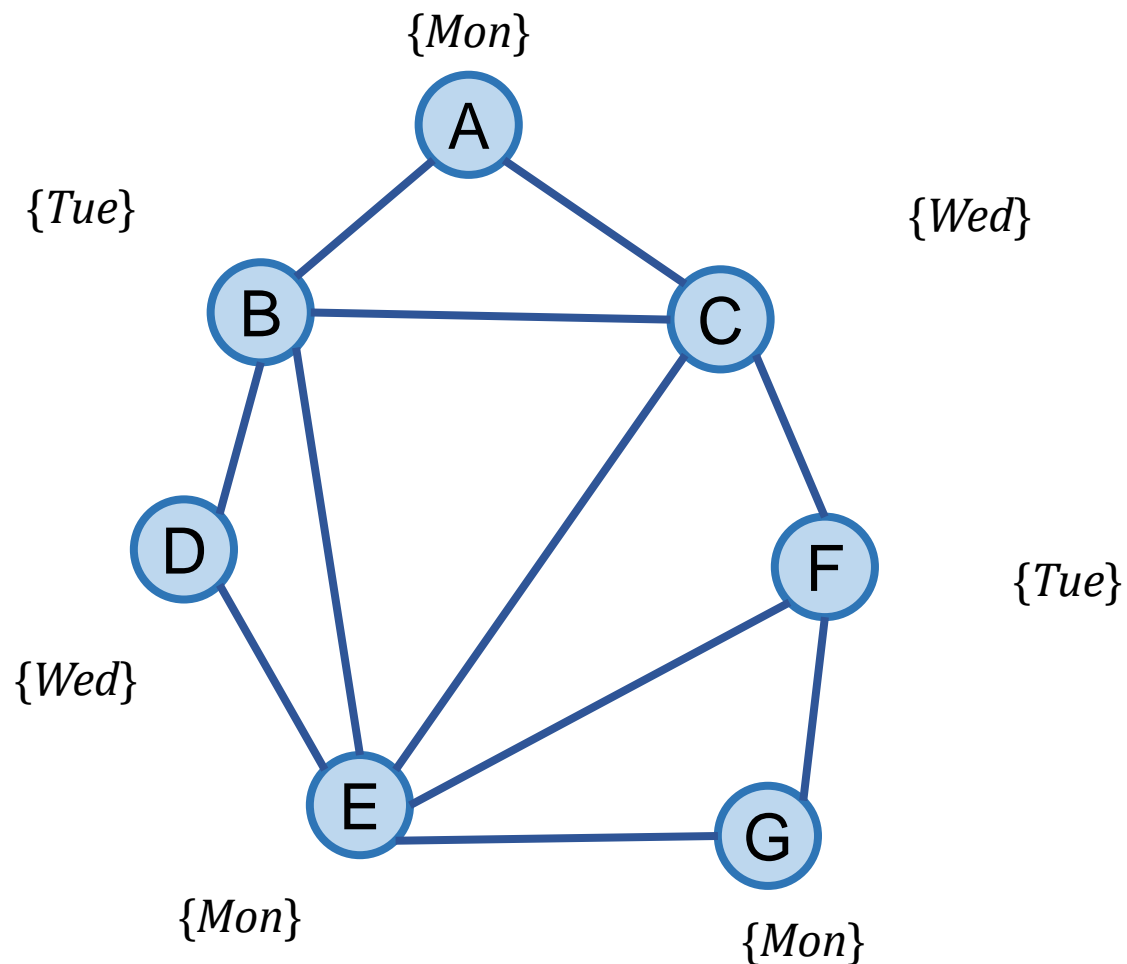 {Mon}
A
{Tue}
{Wed}
B
C
D
F
{Tue}
{Wed}
E
G
{Mon}
{Mon}